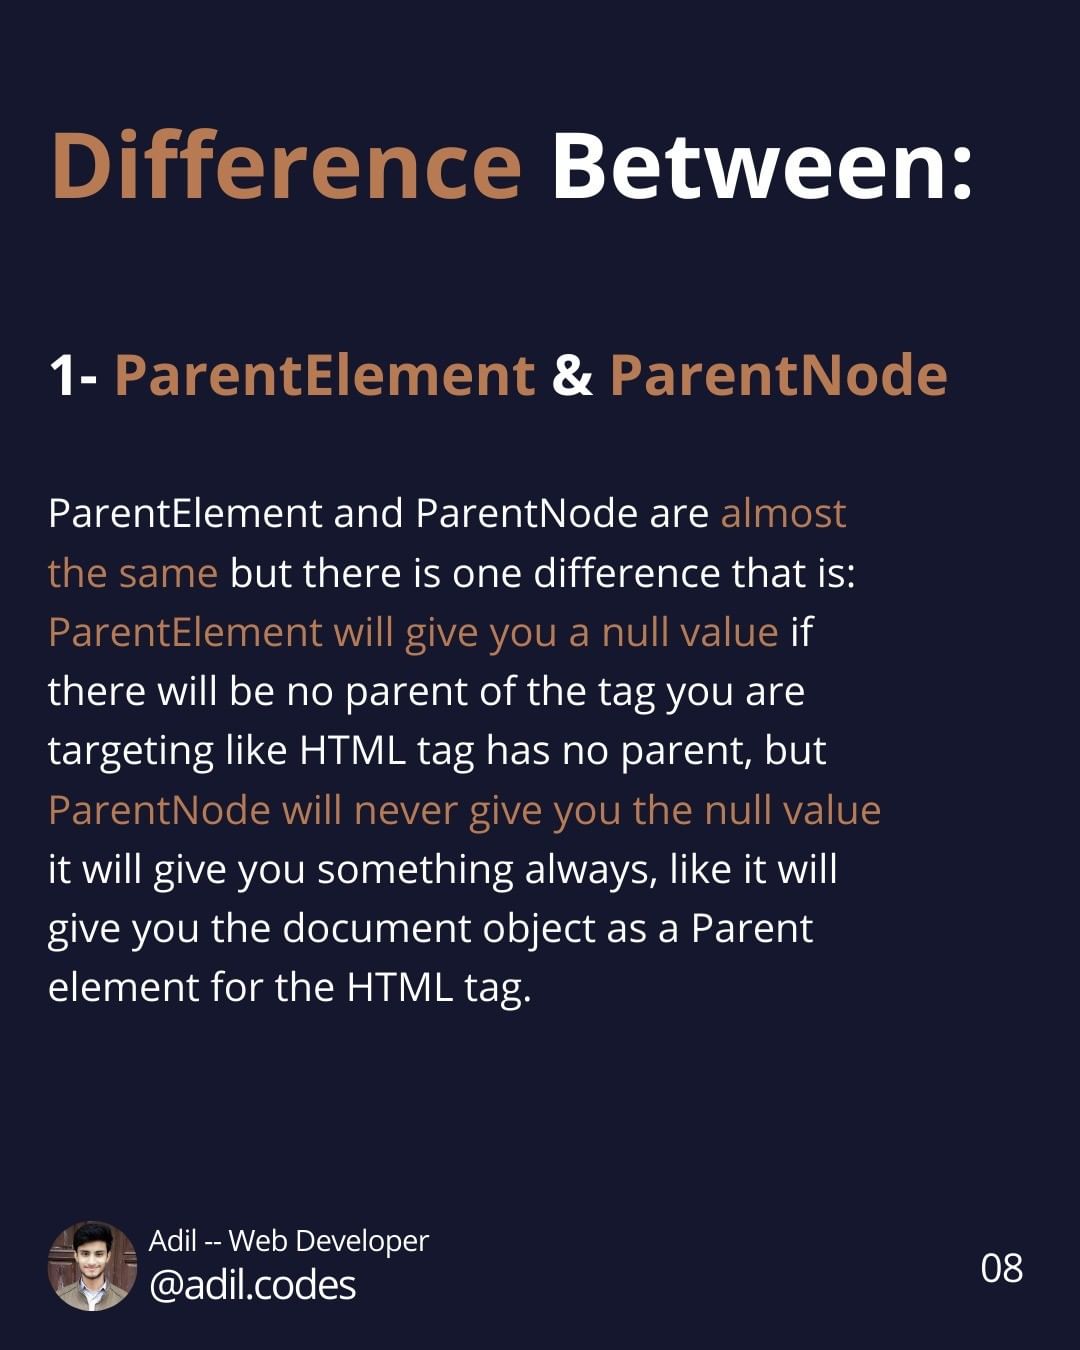 Difference Between:
1- ParentElement & ParentNode
ParentElement and ParentNode are almost
the same but there is one difference that is:
ParentElement will give you a null value if
there will be no parent of the tag you are
targeting like HTML tag has no parent, but
ParentNode will never give you the null value
it will give you something always, like it will
give you the document object as a Parent
element for the HTML tag.
Adil -- Web Developer
@adil.codes
08